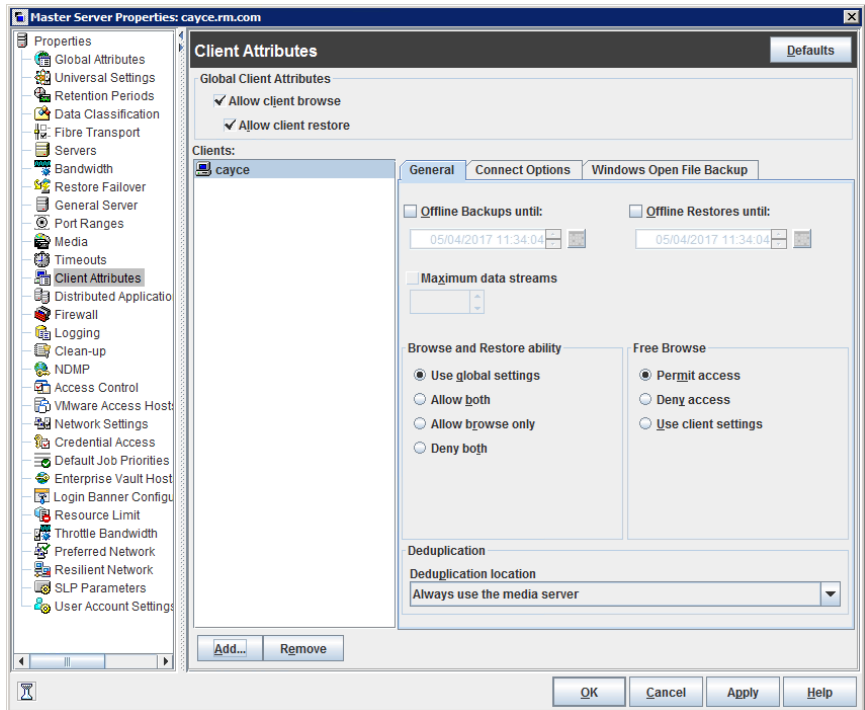 Master Server Properties: cayce.rm.com
Properties
Global Attributes
Universal Settings
Retention Periods
Data Classification
Fibre Transport
Servers
Bandwidth
Restore Failover
General Server
Port Ranges
Media
Timeouts
Client Attributes
Distributed Applicatio
Firewall
Logging
Clean-up
NDMP
Access Control
VMware Access Hosts
Network Settings
Credential Access
Default Job Priorities
Enterprise Vault Host
Login Banner Configu
Resource Limit
Throttle Bandwidth
Preferred Network
Resilient Network
SLP Parameters
User Account Settings
Client Attributes
Defaults
Global Client Attributes
Allow client browse
Allow client restore
Clients:
cayce
General Connect Options Windows Open File Backup
Offline Backups until: Offline Restores until:
05/04/2017 11:34:04 05/04/2017 11:34:04
Maximum data streams
Browse and Restore ability Free Browse
Use global settings Permit access
Allow both Deny access
Allow browse only Use client settings
Deny both
Deduplication
Deduplication location
Always use the media server
Add... Remove
OK Cancel Apply Help